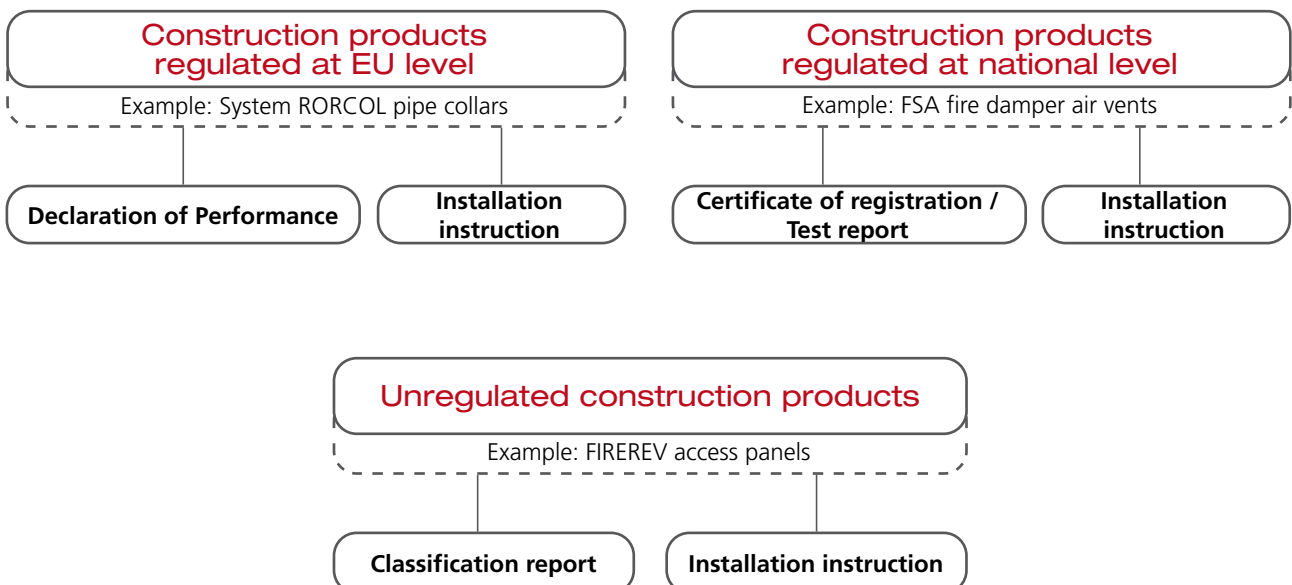 Construction products
regulated at EU level
Example: System RORCOL pipe collars
Declaration of Performance
Installation
instruction
Construction products
regulated at national level
Example: FSA fire damper air vents
Certificate of registration /
Test report
Installation
instruction
Unregulated construction products
Example: FIREREV access panels
Classification report
Installation instruction